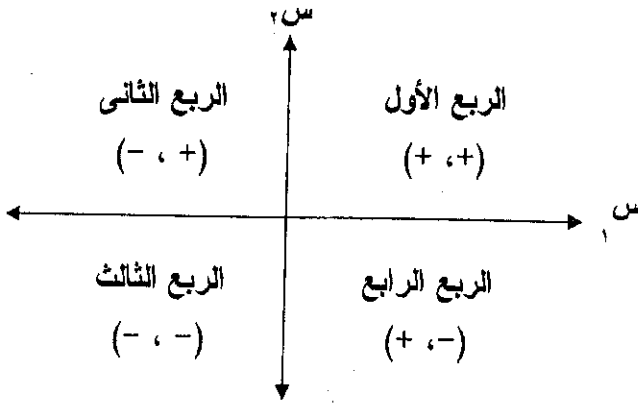 س٢
الربع الأول
(+، +)
الربع الثانى
(+ ، −)
س١
الربع الثالث
(− ، −)
الربع الرابع
(−، +)